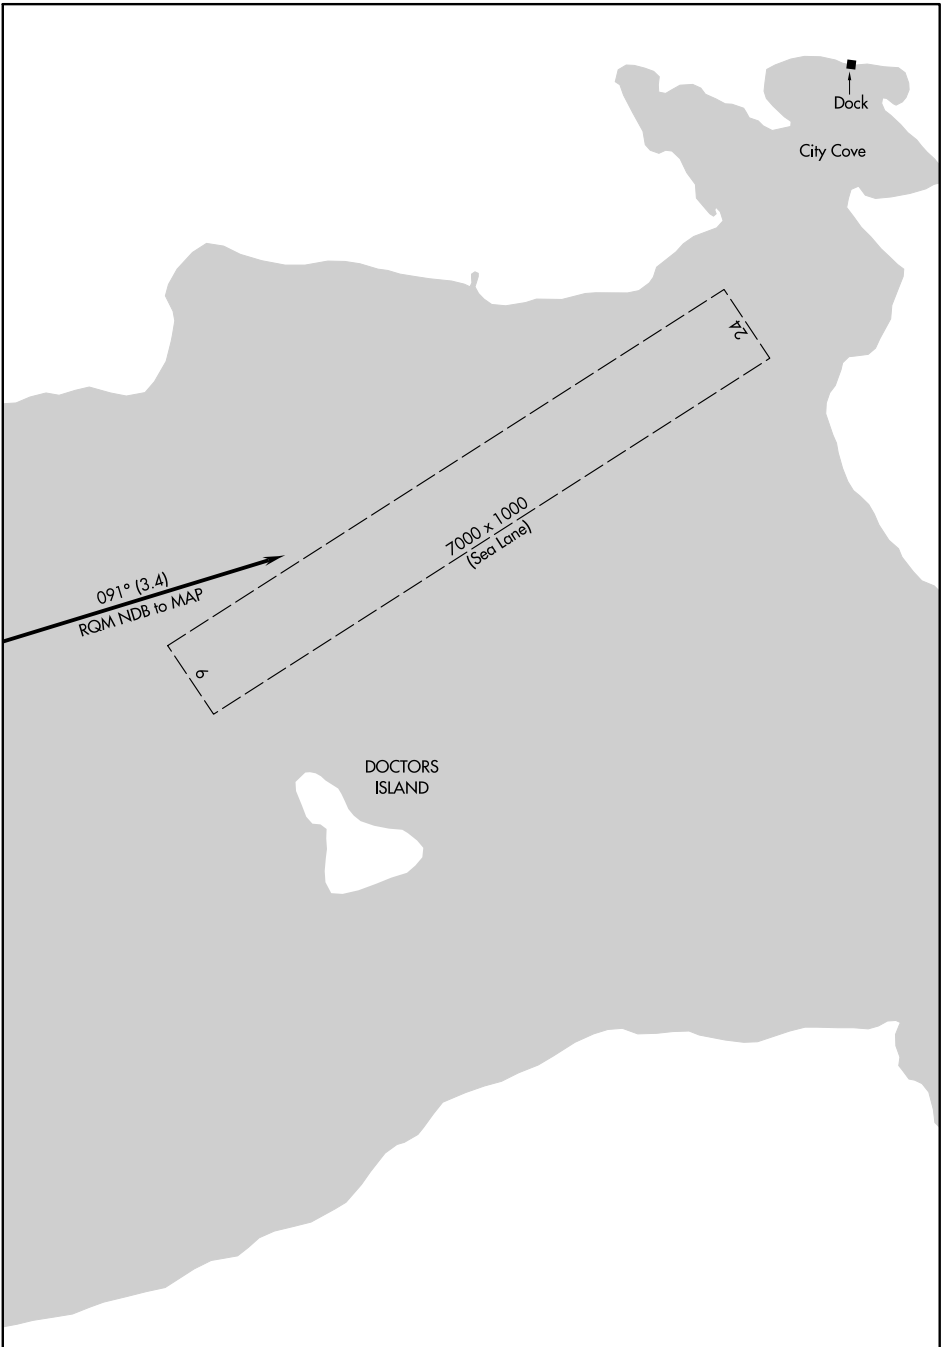 Dock
City Cove
24
7000 x 1000
(Sea Lane)
091° (3.4)
RQM NDB to MAP
6
DOCTORS
ISLAND